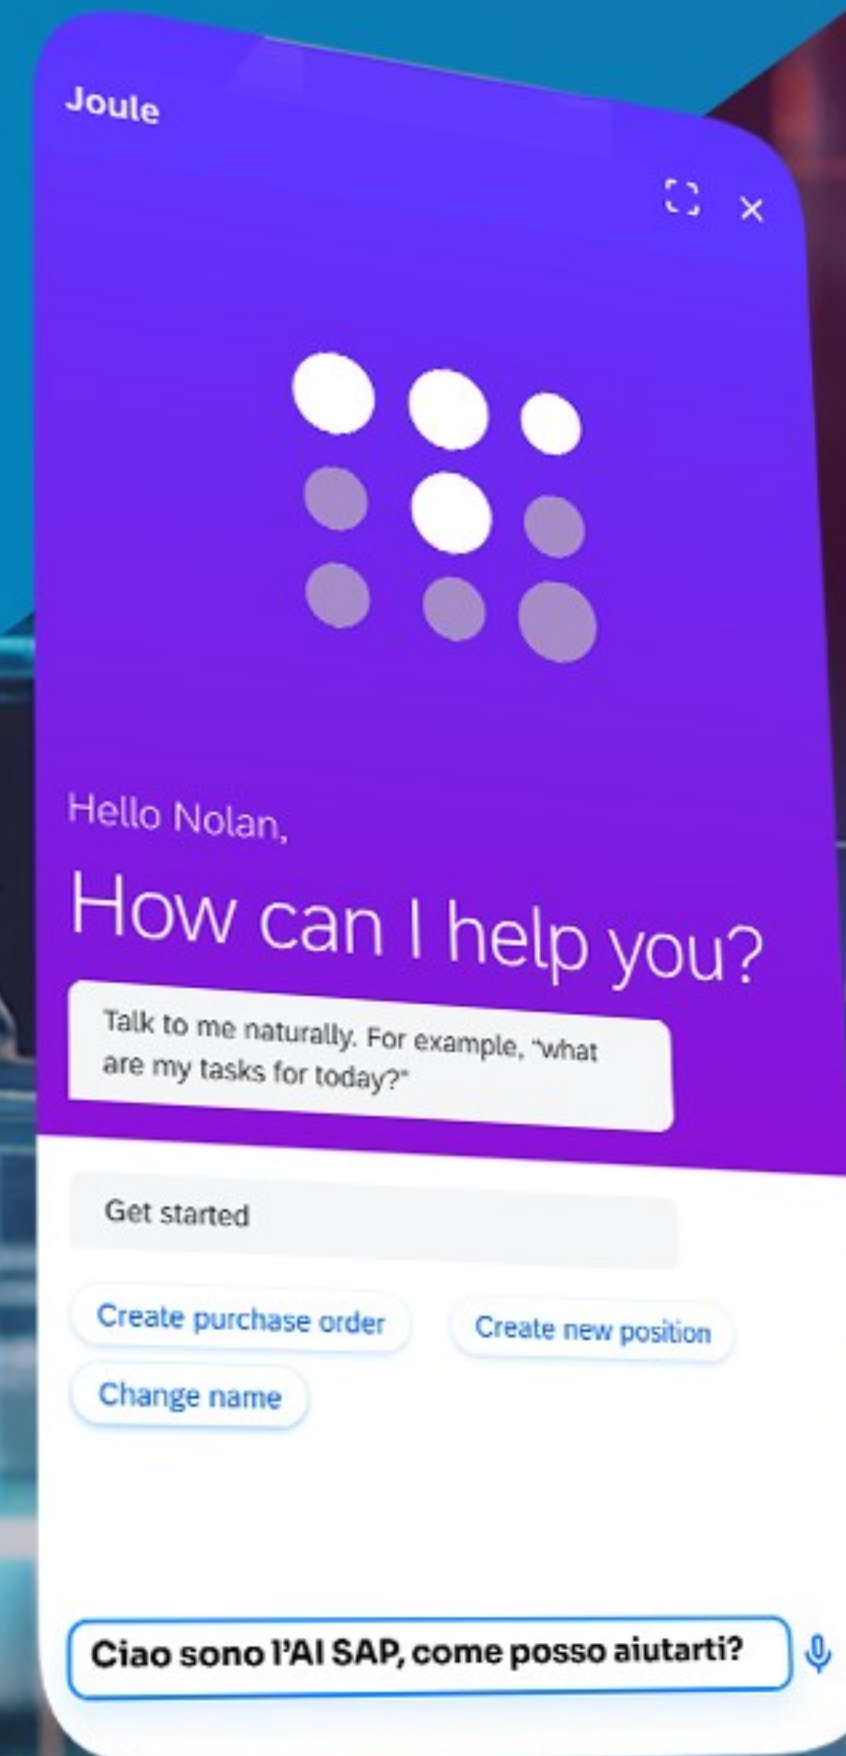 Joule
Hello Nolan,
How can I help you?
Talk to me naturally. For example, "what
are my tasks for today?"
Get started
Create purchase order
Create new position
Change name
Ciao sono l’AI SAP, come posso aiutarti?